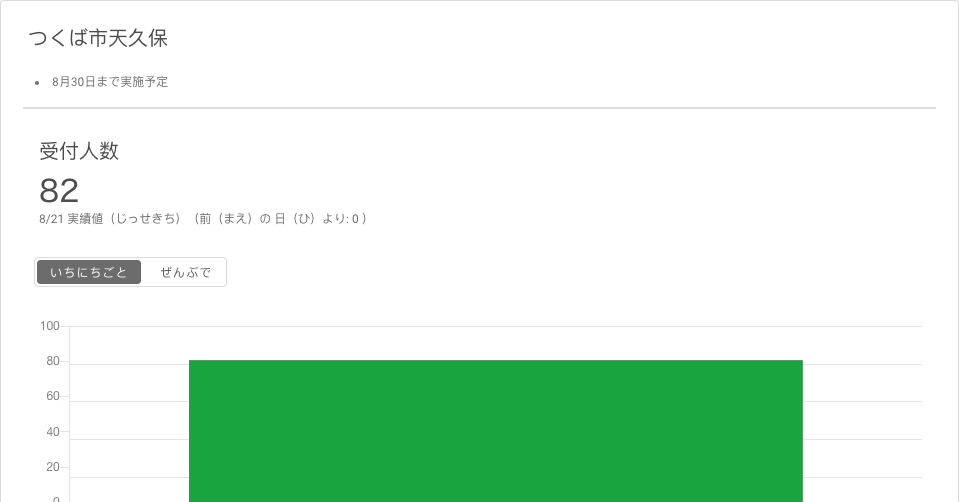 つくば市天久保
• 8月30日まで実施予定
受付人数
82
8/21 実績値（じっせきち）（前（まえ）の 日（ひ）より: 0 ）
いちにちごと ぜんぶで
100
80
60
40
20
0